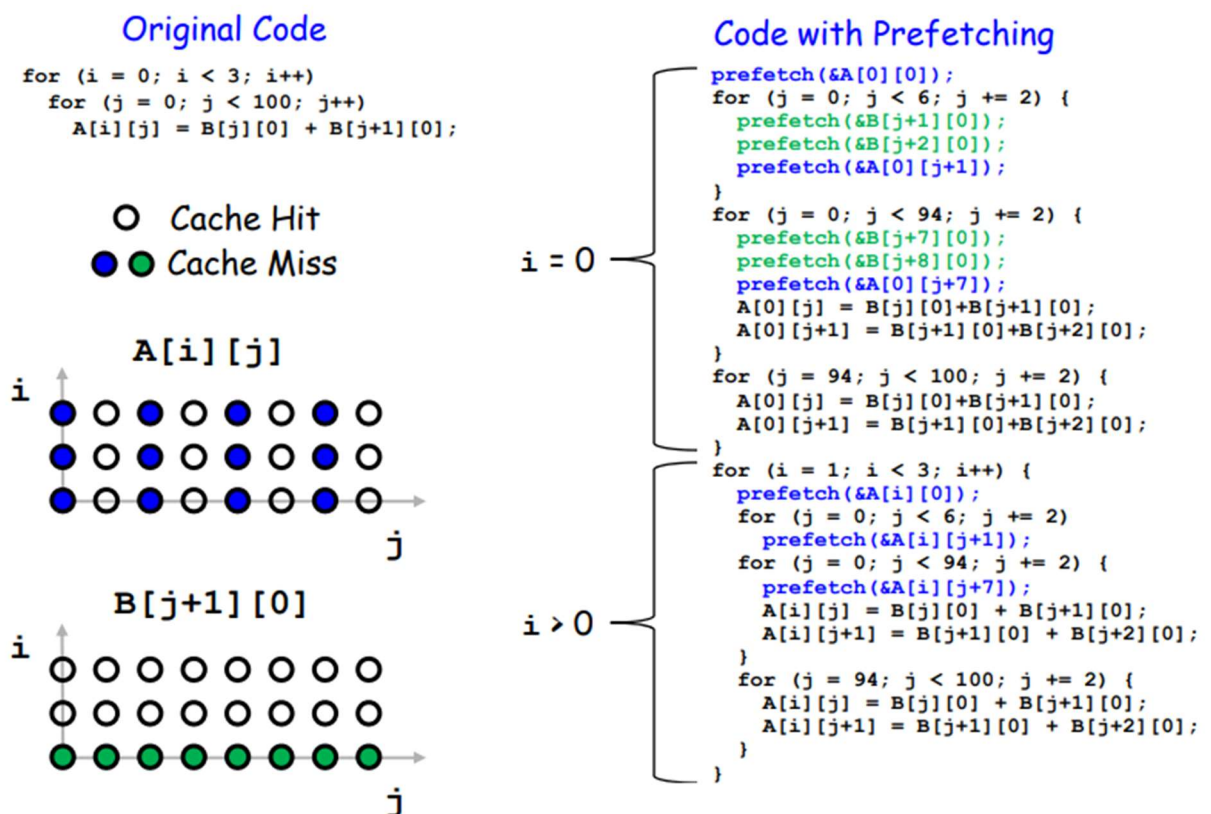 Original Code
for (i = 0; i < 3; i++)
for (j = 0; j < 100; j++)
A[i][j] = B[j][0] + B[j+1][0];
Cache Hit
Cache Miss
A[i][j]
i
j
B[j+1][0]
i
j
Code with Prefetching
i = 0
prefetch(&A[0][0]);
for (j = 0; j < 6; j += 2) {
prefetch(&B[j+1][0]);
prefetch(&B[j+2][0]);
prefetch(&A[0][j+1]);
}
for (j = 0; j < 94; j += 2) {
prefetch(&B[j+7][0]);
prefetch(&B[j+8][0]);
prefetch(&A[0][j+7]);
A[0][j] = B[j][0]+B[j+1][0];
A[0][j+1] = B[j+1][0]+B[j+2][0];
}
for (j = 94; j < 100; j += 2) {
A[0][j] = B[j][0]+B[j+1][0];
A[0][j+1] = B[j+1][0]+B[j+2][0];
}
i > 0
for (i = 1; i < 3; i++) {
prefetch(&A[i][0]);
for (j = 0; j < 6; j += 2)
prefetch(&A[i][j+1]);
for (j = 0; j < 94; j += 2) {
prefetch(&A[i][j+7]);
A[i][j] = B[j][0] + B[j+1][0];
A[i][j+1] = B[j+1][0] + B[j+2][0];
}
for (j = 94; j < 100; j += 2) {
A[i][j] = B[j][0] + B[j+1][0];
A[i][j+1] = B[j+1][0] + B[j+2][0];
}
}